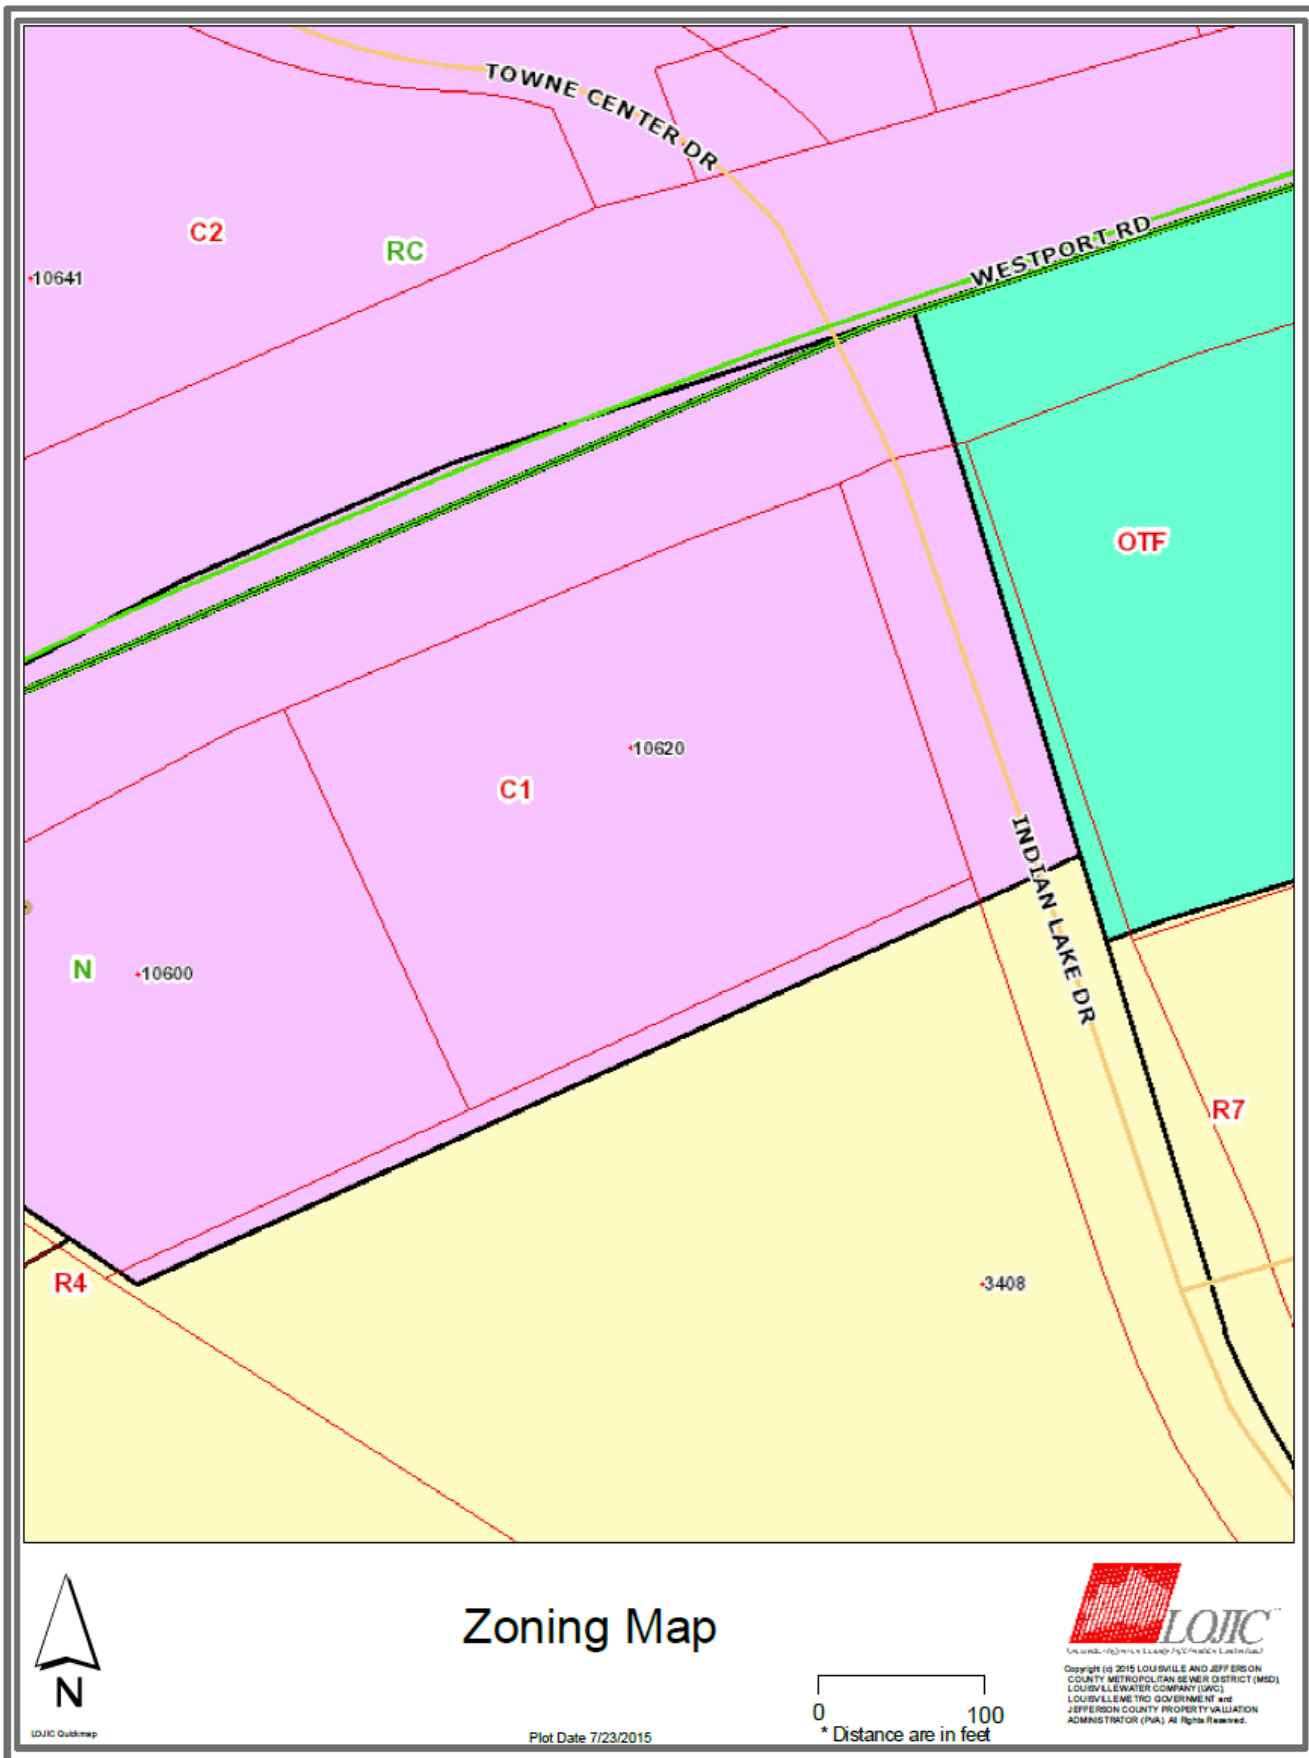 TOWNE CENTER DR
C2
RC
10641
WESTPORT RD
OTF
10620
C1
INDIAN LAKE DR
N
10600
R7
R4
3408
N
LOJIC Quickmap
Zoning Map
Plot Date 7/23/2015
0 100
* Distance are in feet
LOJIC
Copyright (c) 2015 LOUISVILLE AND JEFFERSON
COUNTY METROPOLITAN SEWER DISTRICT (MSD),
LOUISVILLE WATER COMPANY (LWC),
LOUISVILLE METRO GOVERNMENT and
JEFFERSON COUNTY PROPERTY VALUATION
ADMINISTRATOR (PVA). All Rights Reserved.